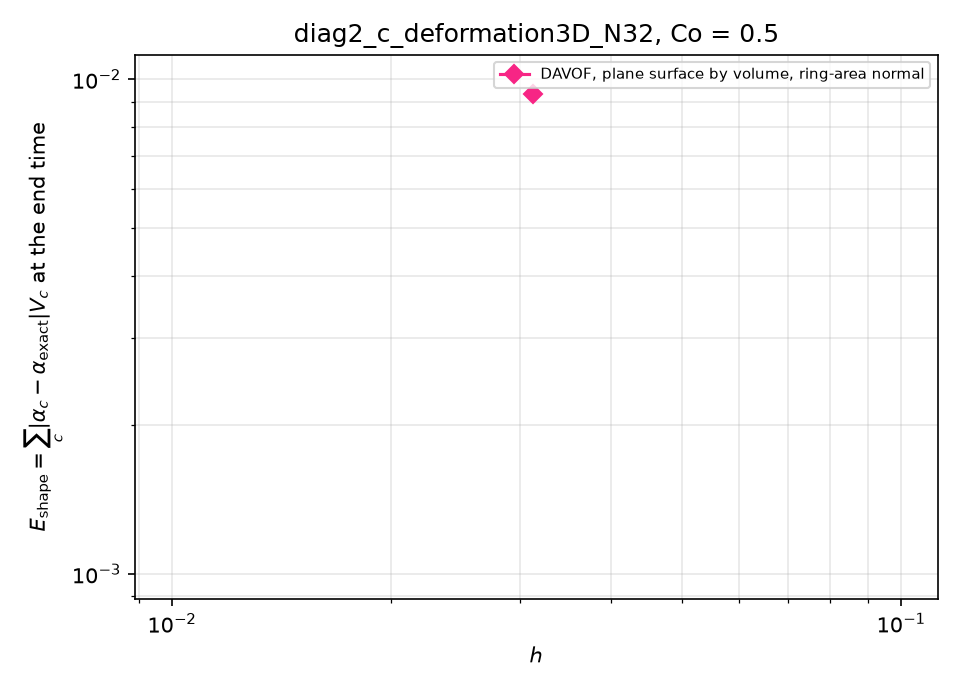 diag2_c_deformation3D_N32, Co = 0.5
DAVOF, plane surface by volume, ring-area normal
10⁻²
10⁻³
E_shape = ∑_c |α_c − α_exact|V_c at the end time
10⁻²
10⁻¹
h